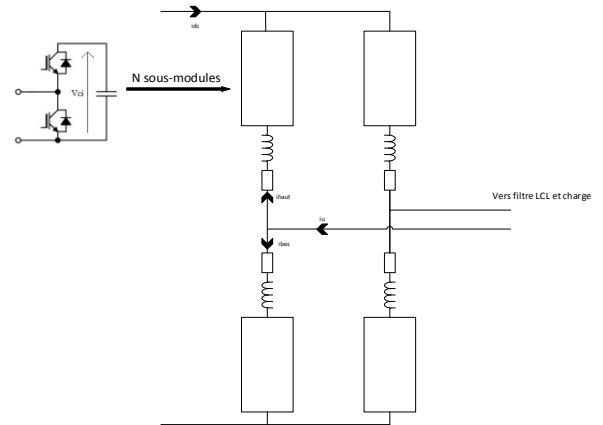 idc
Vci
N sous-modules
ihaut
Vers filtre LCL et charge
iu
ibas